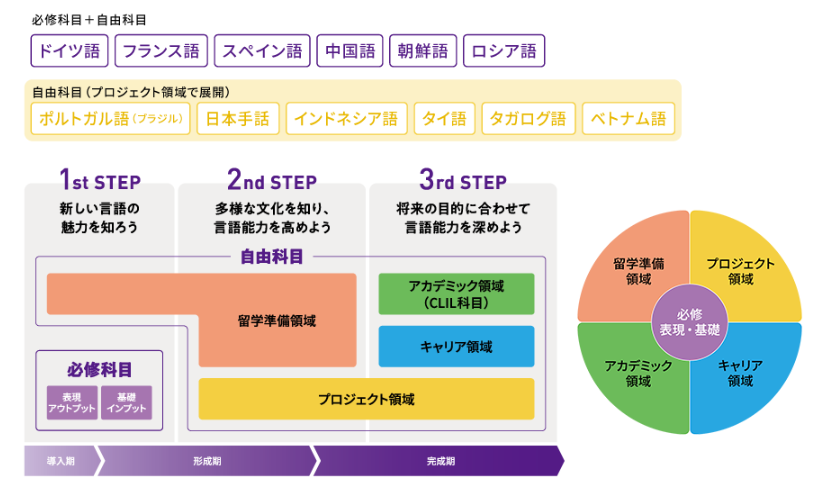 必修科目＋自由科目
ドイツ語 フランス語 スペイン語 中国語 朝鮮語 ロシア語
自由科目（プロジェクト領域で展開）
ポルトガル語（ブラジル） 日本手話 インドネシア語 タイ語 タガログ語 ベトナム語
1st STEP
新しい言語の
魅力を知ろう
2nd STEP
多様な文化を知り、
言語能力を高めよう
3rd STEP
将来の目的に合わせて
言語能力を深めよう
自由科目
留学準備領域
アカデミック領域
（CLIL科目）
キャリア領域
プロジェクト領域
必修科目
表現
アウトプット
基礎
インプット
導入期 形成期 完成期
留学準備
領域
プロジェクト
領域
必修
表現・基礎
アカデミック
領域
キャリア
領域